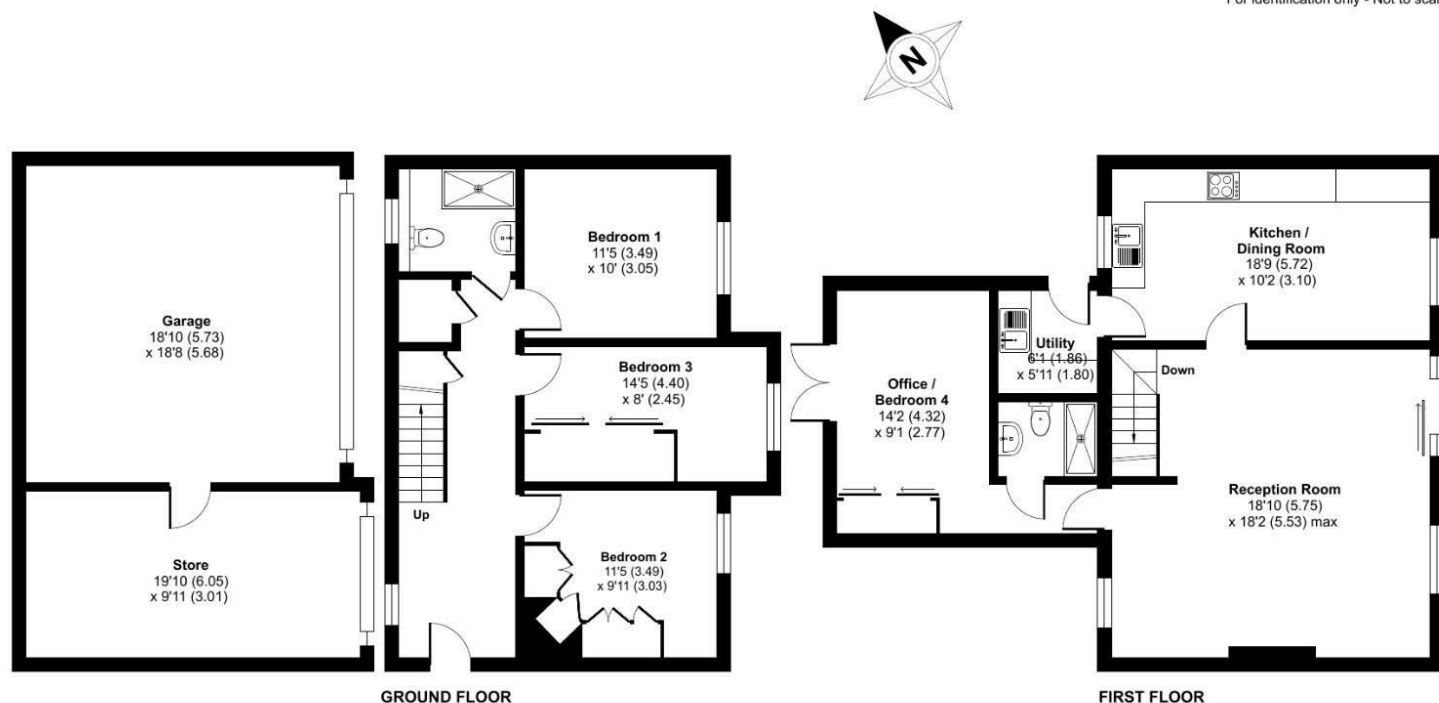 For identification only - Not to scal
N
Garage
18'10 (5.73)
x 18'8 (5.68)
Store
19'10 (6.05)
x 9'11 (3.01)
Up
Bedroom 1
11'5 (3.49)
x 10' (3.05)
Bedroom 3
14'5 (4.40)
x 8' (2.45)
Bedroom 2
11'5 (3.49)
x 9'11 (3.03)
GROUND FLOOR
Office /
Bedroom 4
14'2 (4.32)
x 9'1 (2.77)
Utility
6'1 (1.86)
x 5'11 (1.80)
Kitchen /
Dining Room
18'9 (5.72)
x 10'2 (3.10)
Down
Reception Room
18'10 (5.75)
x 18'2 (5.53) max
FIRST FLOOR